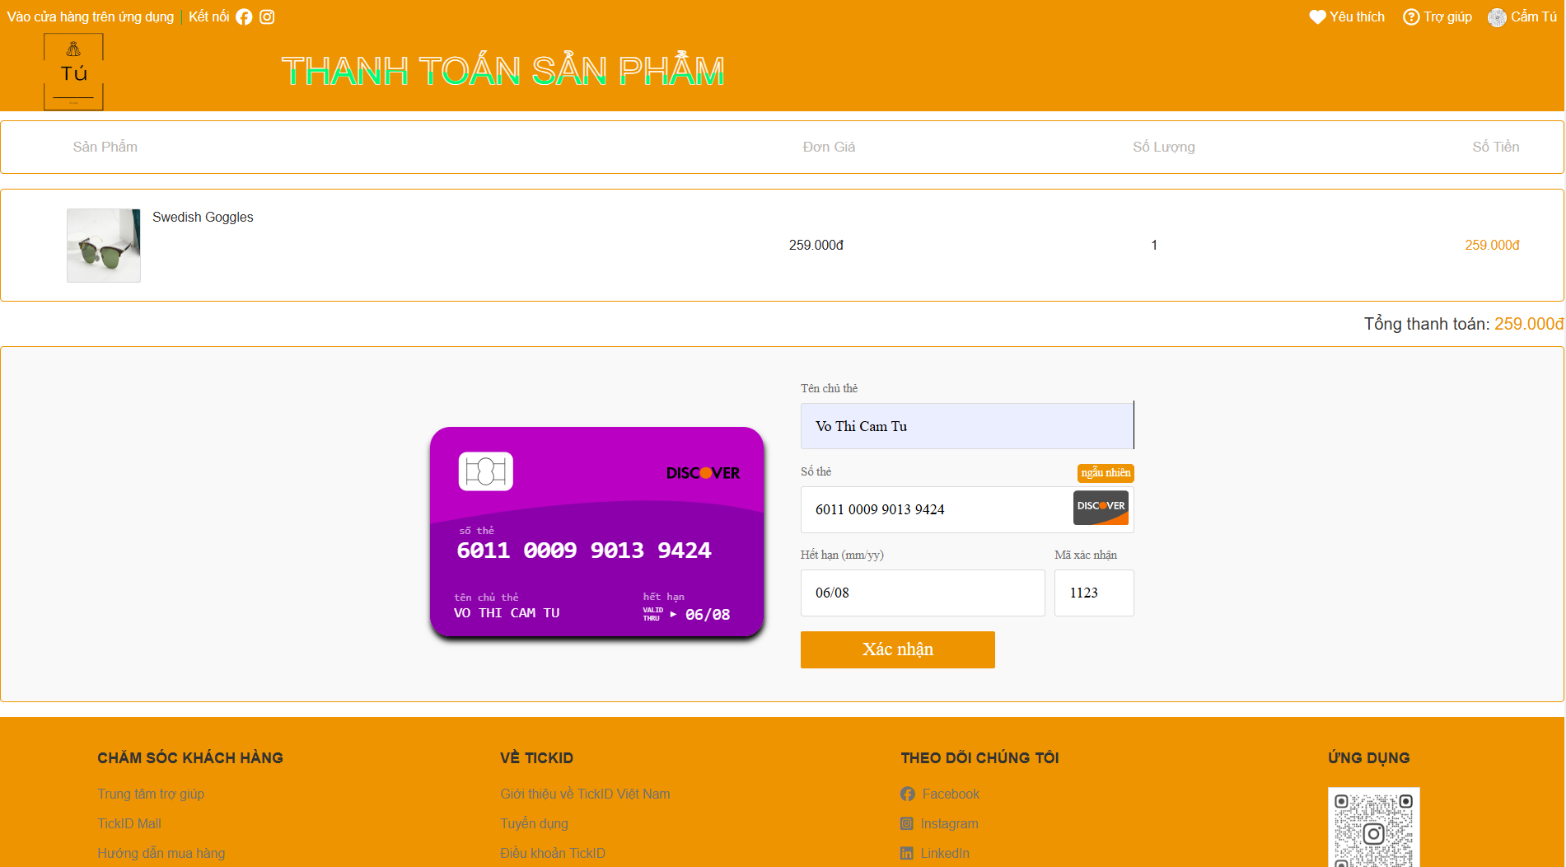 Vào cửa hàng trên ứng dụng Kết nối
Yêu thích Trợ giúp Cẩm Tú
Tú
THANH TOÁN SẢN PHẨM
Sản Phẩm Đơn Giá Số Lượng Số Tiền
Swedish Goggles
259.000đ 1 259.000đ
Tổng thanh toán: 259.000đ
DISCOVER
số thẻ
6011 0009 9013 9424
tên chủ thẻ
VO THI CAM TU
hết hạn
VALID
THRU
06/08
Tên chủ thẻ
Vo Thi Cam Tu
Số thẻ ngẫu nhiên
6011 0009 9013 9424 DISCOVER
Hết hạn (mm/yy) Mã xác nhận
06/08 1123
Xác nhận
CHĂM SÓC KHÁCH HÀNG
Trung tâm trợ giúp
TickID Mall
Hướng dẫn mua hàng
VỀ TICKID
Giới thiệu về TickID Việt Nam
Tuyển dụng
Điều khoản TickID
THEO DÕI CHÚNG TÔI
Facebook
Instagram
LinkedIn
ỨNG DỤNG